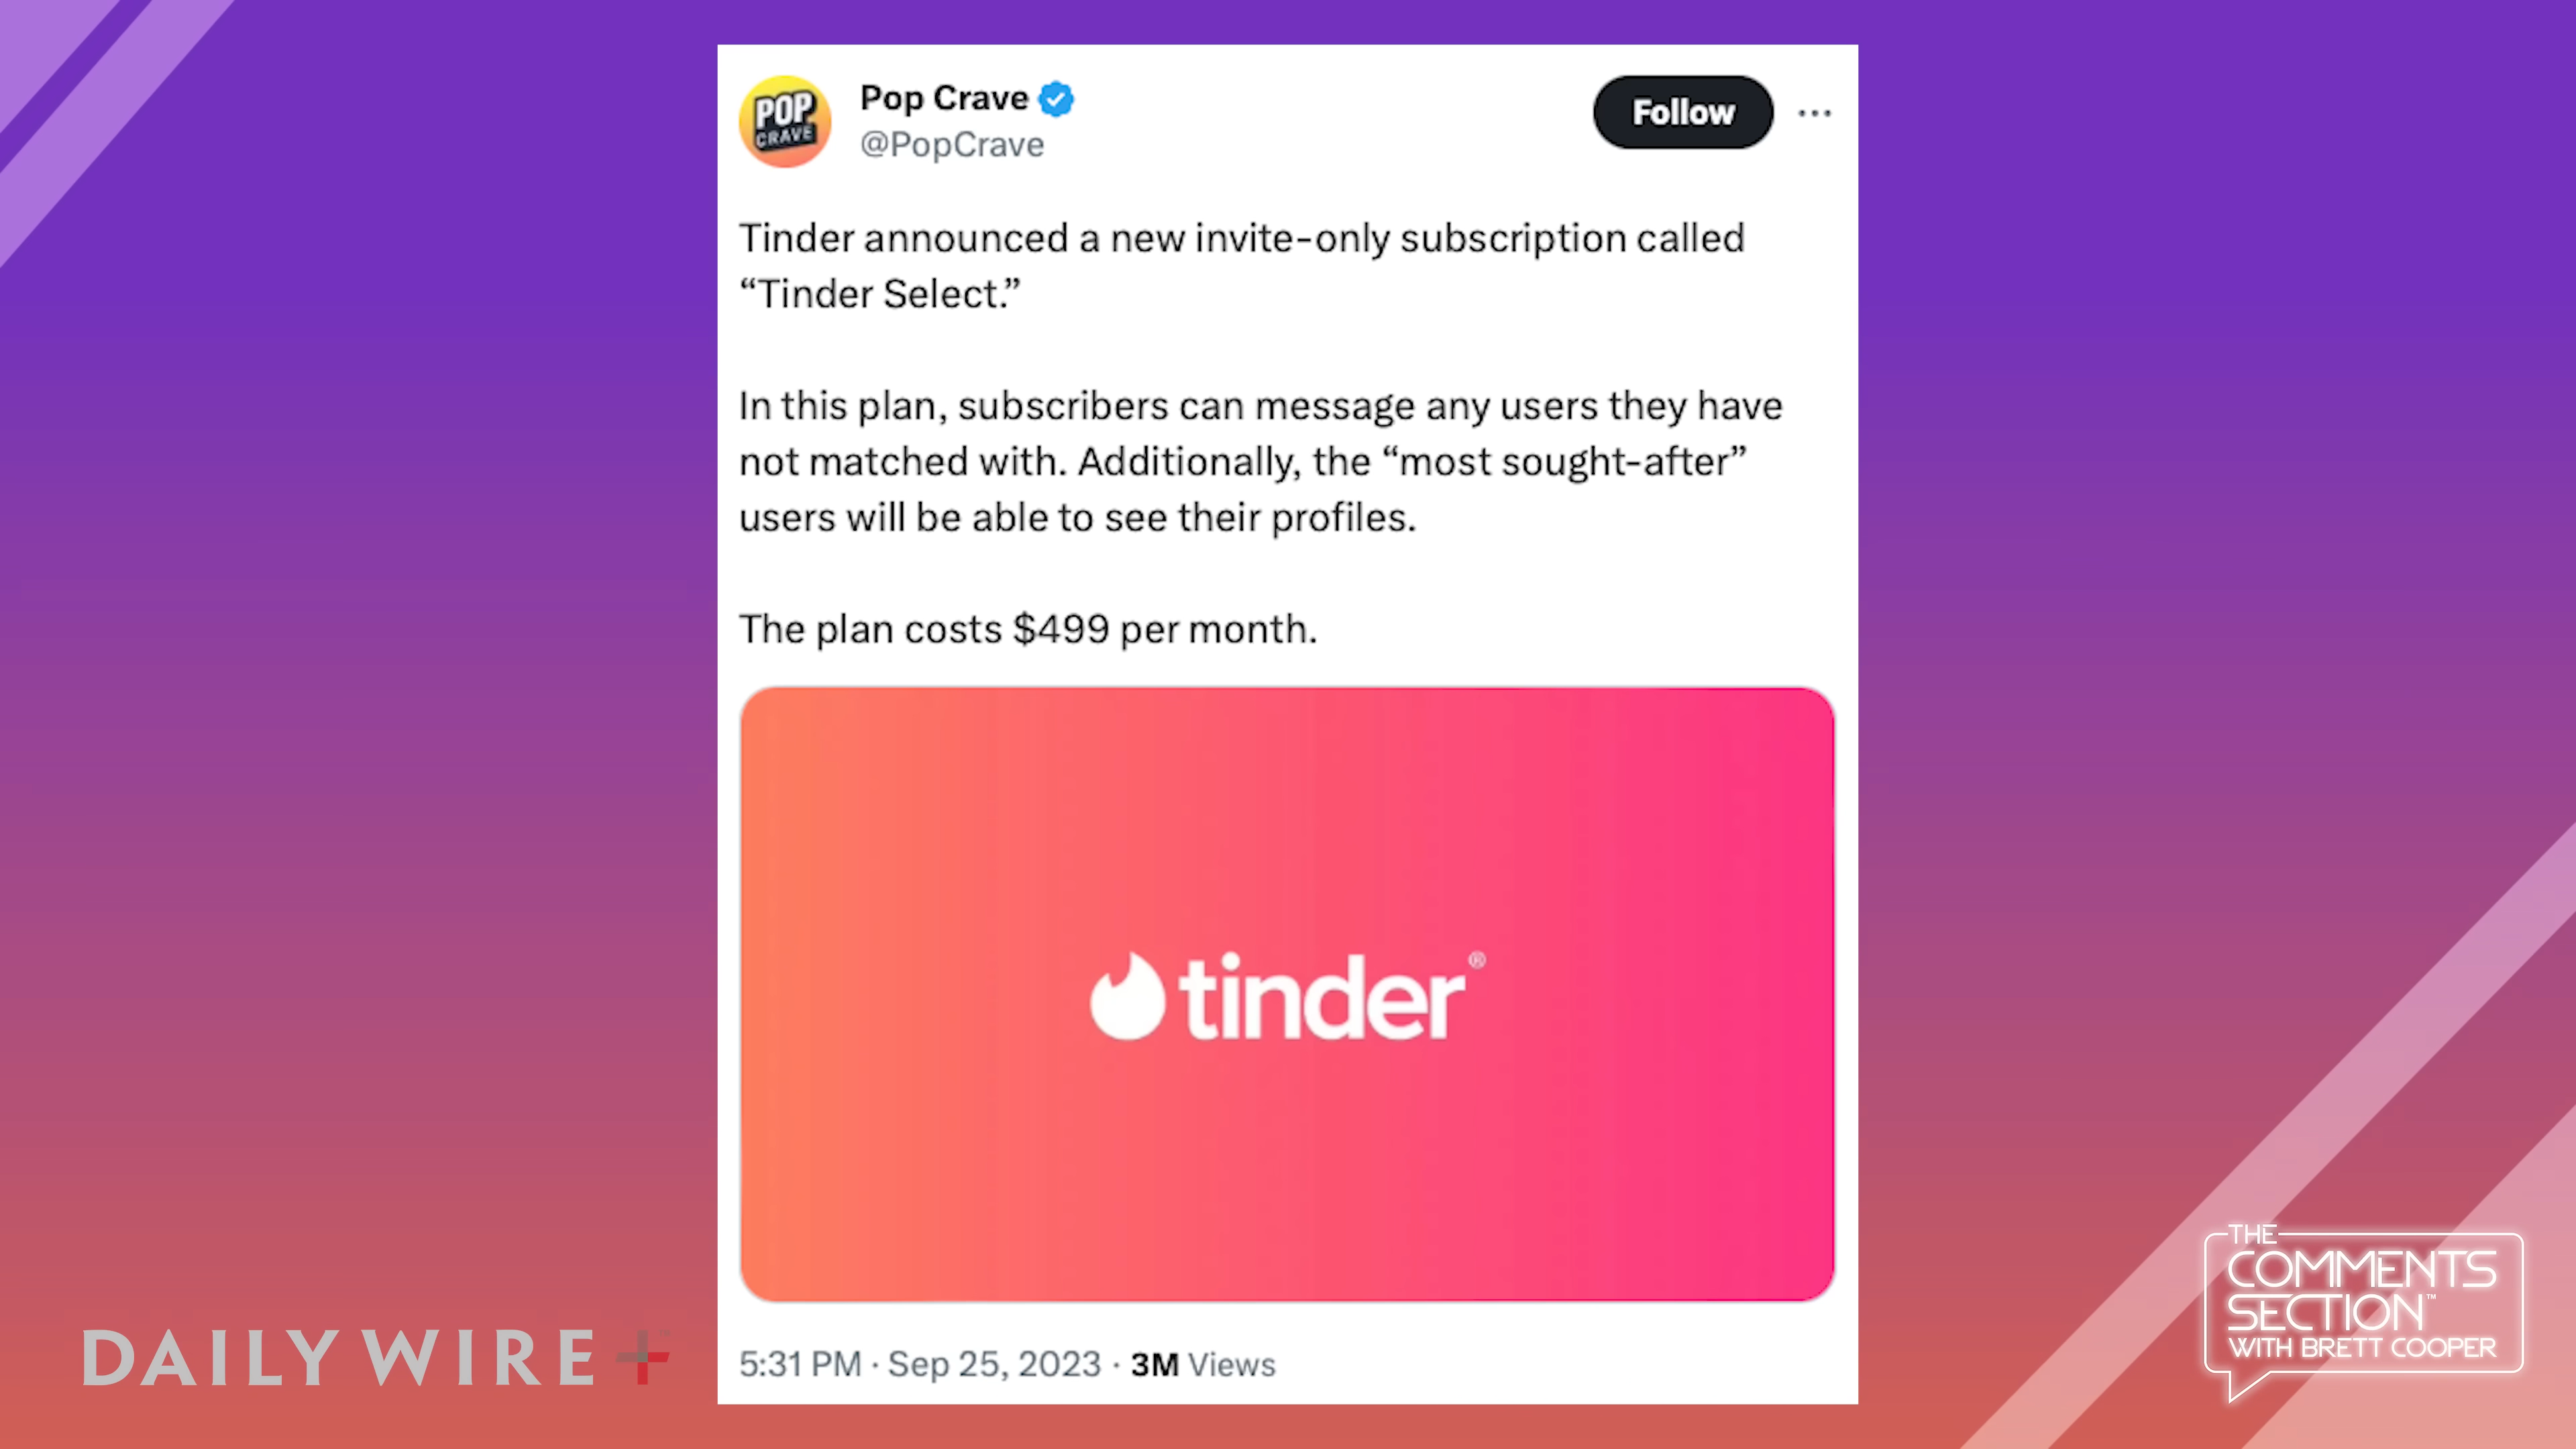 POP
CRAVE
Pop Crave
@PopCrave
Follow
Tinder announced a new invite-only subscription called
“Tinder Select.”
In this plan, subscribers can message any users they have
not matched with. Additionally, the “most sought-after”
users will be able to see their profiles.
The plan costs $499 per month.
tinder®
5:31 PM · Sep 25, 2023 · 3M Views
DAILY WIRE +
THE
COMMENTS
SECTION™
WITH BRETT COOPER